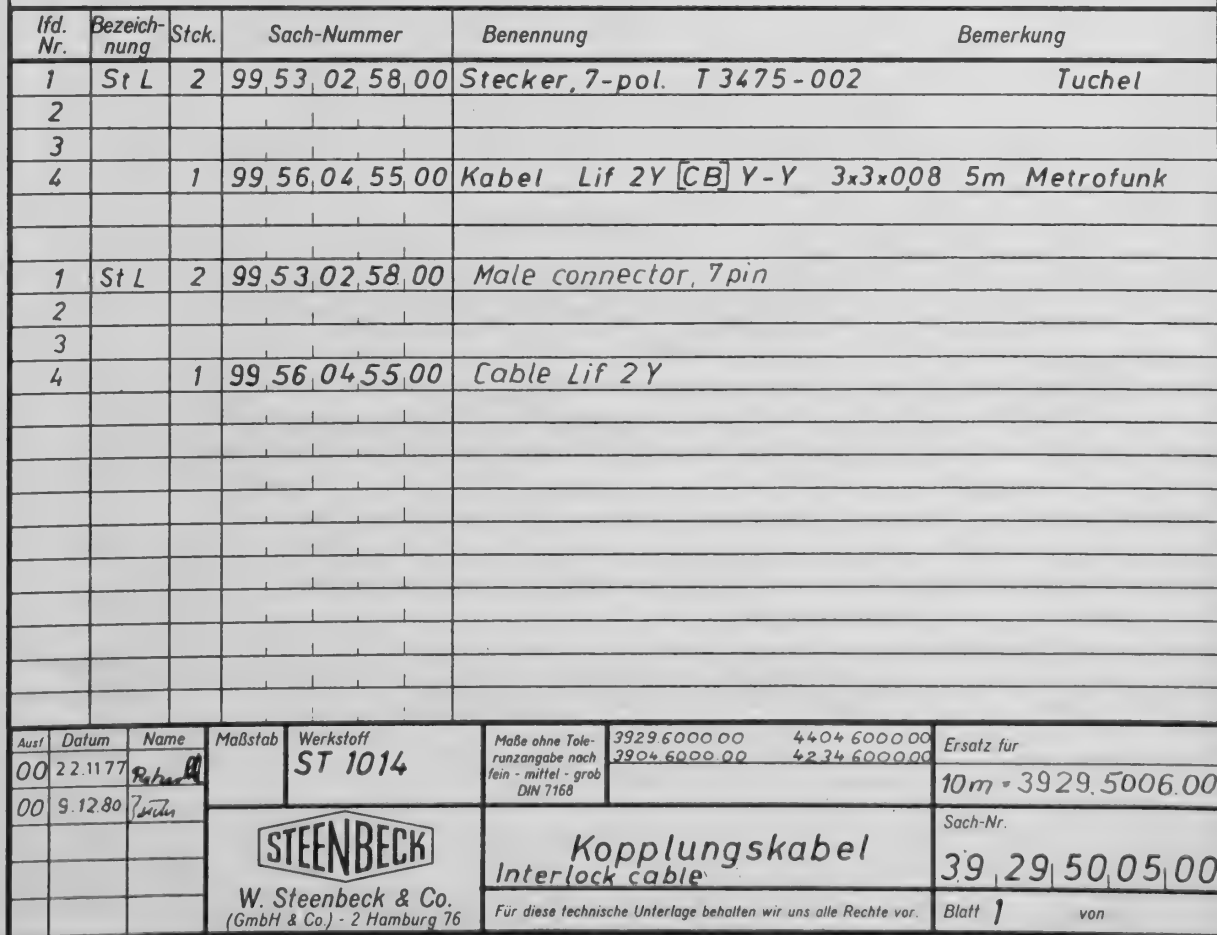 lfd. Nr. Bezeich-nung Stck. Sach-Nummer Benennung Bemerkung
1 St L 2 99,53,02,58,00 Stecker, 7-pol. T 3475-002 Tuchel
2
3
4 1 99,56,04,55,00 Kabel Lif 2Y [CB] Y-Y 3x3x0,08 5m Metrofunk
1 St L 2 99,53,02,58,00 Male connector, 7pin
2
3
4 1 99,56,04,55,00 Cable Lif 2Y
Ausf Datum Name
00 22.11.77
00 9.12.80
Maßstab
Werkstoff
ST 1014
Maße ohne Tole-
runzangabe nach
fein - mittel - grob
DIN 7168
3929.6000.00 4404.6000.00
3904.6000.00 4234.6000.00
Ersatz für
10m = 3929.5006.00
STEENBECK
W. Steenbeck & Co.
(GmbH & Co.) - 2 Hamburg 76
Kopplungskabel
Interlock cable
Für diese technische Unterlage behalten wir uns alle Rechte vor.
Sach-Nr.
39,29,50,05,00
Blatt 1 von